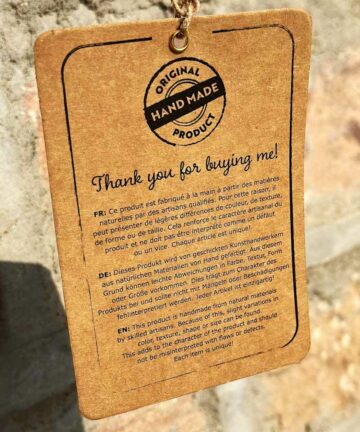 ORIGINAL
HAND MADE
PRODUCT
Thank you for buying me!
FR: Ce produit est fabriqué à la main à partir des matières
naturelles par des artisans qualifiés. Pour cette raison, il
peut présenter de légères différences de couleur, de texture,
de forme ou de taille. Cela renforce le caractère artisanal du
produit et ne doit pas être interprété comme un défaut
ou un vice. Chaque article est unique!
DE: Dieses Produkt wird von geschickten Kunsthandwerkern
aus natürlichen Materialien von Hand gefertigt. Aus diesem
Grund können leichte Abweichungen in Farbe, Textur, Form
oder Größe vorkommen. Dies trägt zum Charakter des
Produkts bei und sollte nicht mit Mängeln oder Beschädigungen
fehlinterpretiert werden. Jeder Artikel ist einzigartig!
EN: This product is handmade from natural materials
by skilled artisans. Because of this, slight variations in
color, texture, shape or size can be found.
This adds to the character of the product and should
not be misinterpreted with flaws or defects.
Each item is unique!